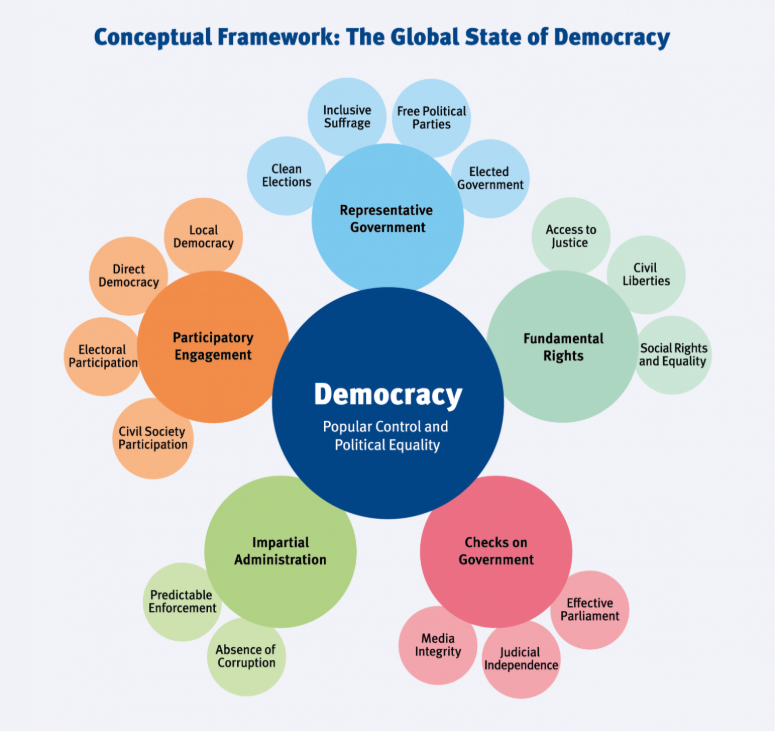 Conceptual Framework: The Global State of Democracy
Inclusive
Suffrage
Free Political
Parties
Clean
Elections
Elected
Government
Representative
Government
Local
Democracy
Direct
Democracy
Electoral
Participation
Civil Society
Participation
Participatory
Engagement
Access to
Justice
Civil
Liberties
Social Rights
and Equality
Fundamental
Rights
Democracy
Popular Control and
Political Equality
Impartial
Administration
Predictable
Enforcement
Absence of
Corruption
Checks on
Government
Effective
Parliament
Media
Integrity
Judicial
Independence